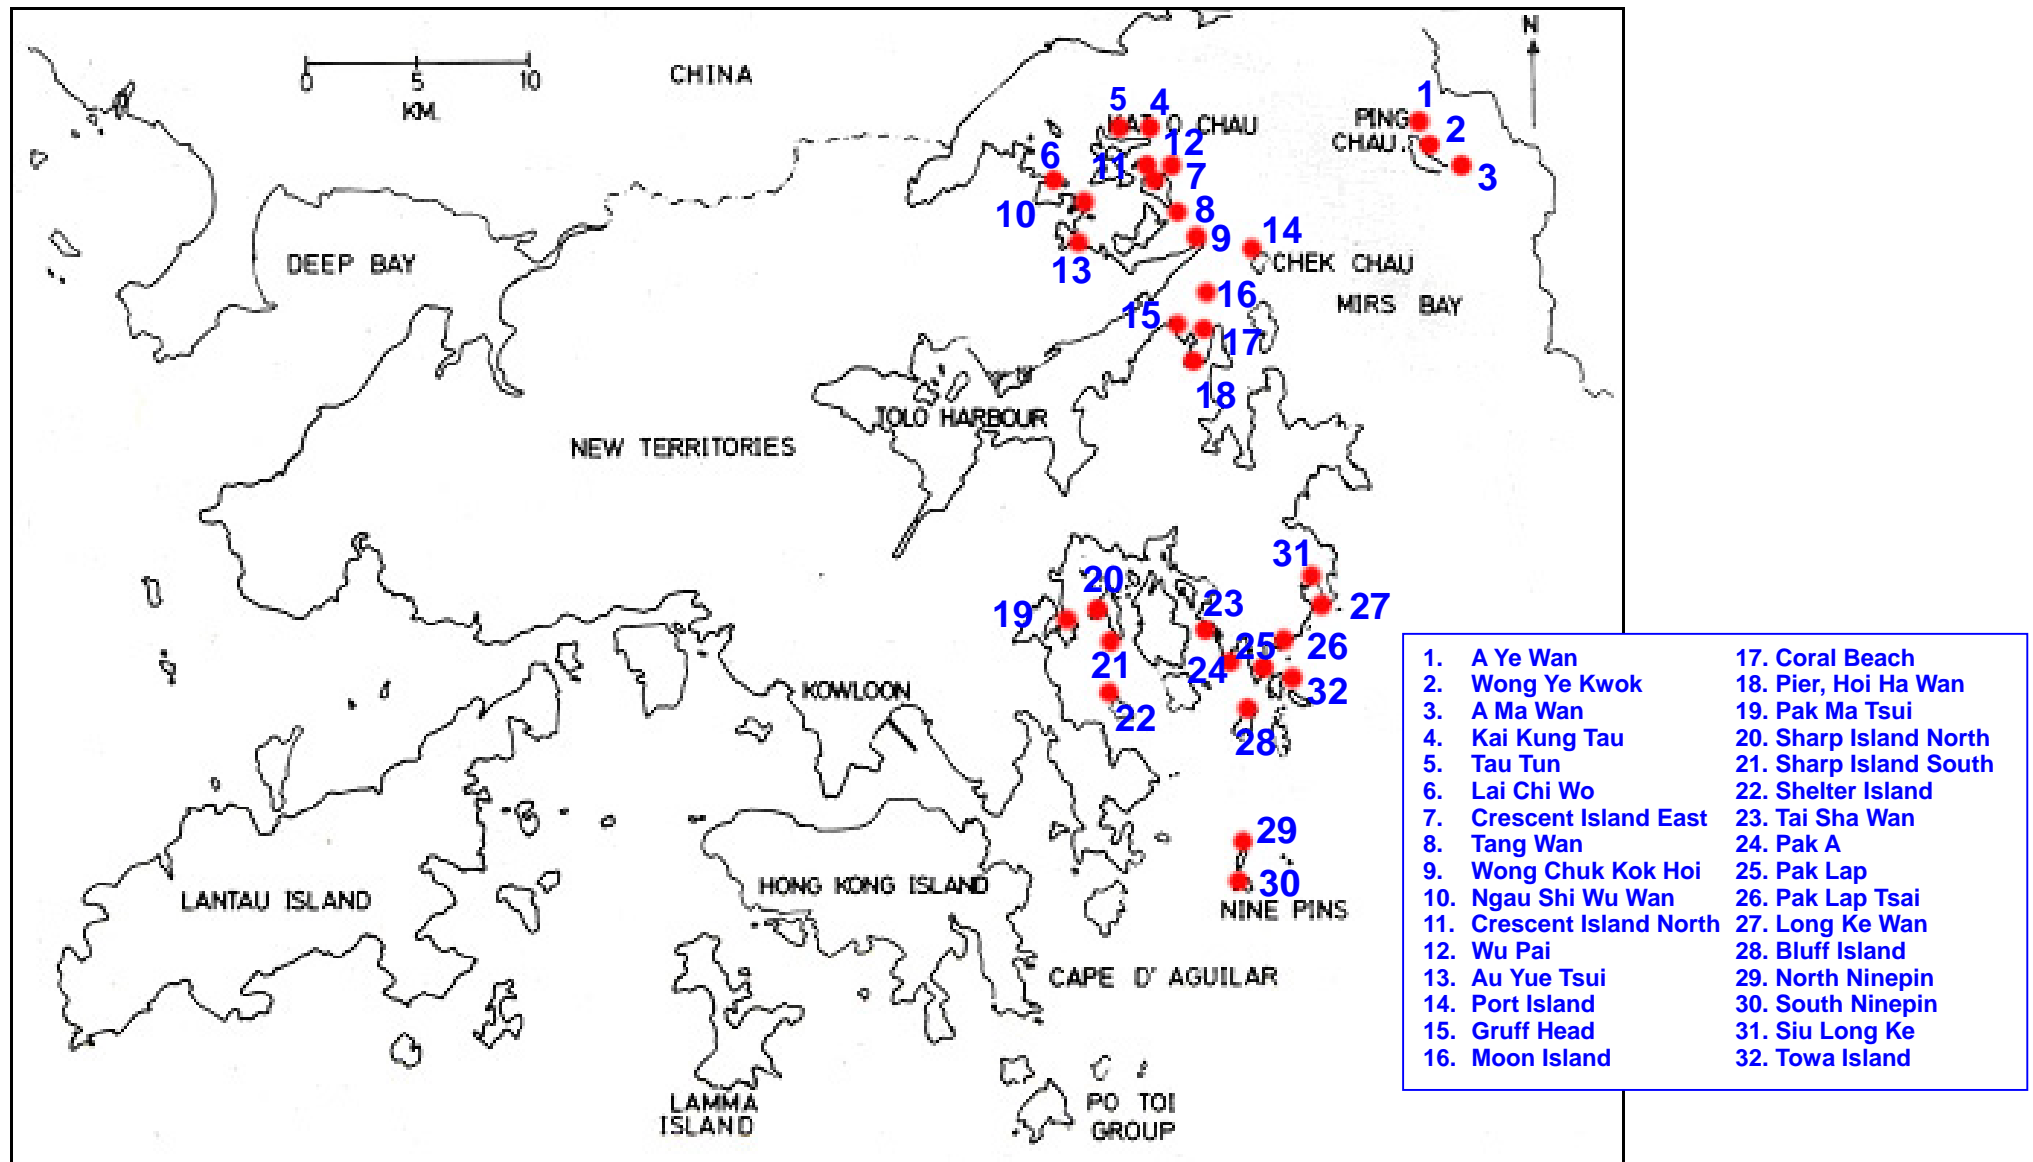 N
0 5 10
KM.
CHINA
5 4
KAT O CHAU
1
PING
CHAU.
2
3
6
11
12
7
10
8
9
14
13
CHEK CHAU
DEEP BAY
16
MIRS BAY
15
17
18
TOLO HARBOUR
NEW TERRITORIES
31
20
19
23
27
25
26
21
24
32
22
28
KOWLOON
29
30
NINE PINS
HONG KONG ISLAND
LANTAU ISLAND
CAPE D' AGUILAR
LAMMA
ISLAND
PO TOI
GROUP
1. A Ye Wan
2. Wong Ye Kwok
3. A Ma Wan
4. Kai Kung Tau
5. Tau Tun
6. Lai Chi Wo
7. Crescent Island East
8. Tang Wan
9. Wong Chuk Kok Hoi
10. Ngau Shi Wu Wan
11. Crescent Island North
12. Wu Pai
13. Au Yue Tsui
14. Port Island
15. Gruff Head
16. Moon Island
17. Coral Beach
18. Pier, Hoi Ha Wan
19. Pak Ma Tsui
20. Sharp Island North
21. Sharp Island South
22. Shelter Island
23. Tai Sha Wan
24. Pak A
25. Pak Lap
26. Pak Lap Tsai
27. Long Ke Wan
28. Bluff Island
29. North Ninepin
30. South Ninepin
31. Siu Long Ke
32. Towa Island